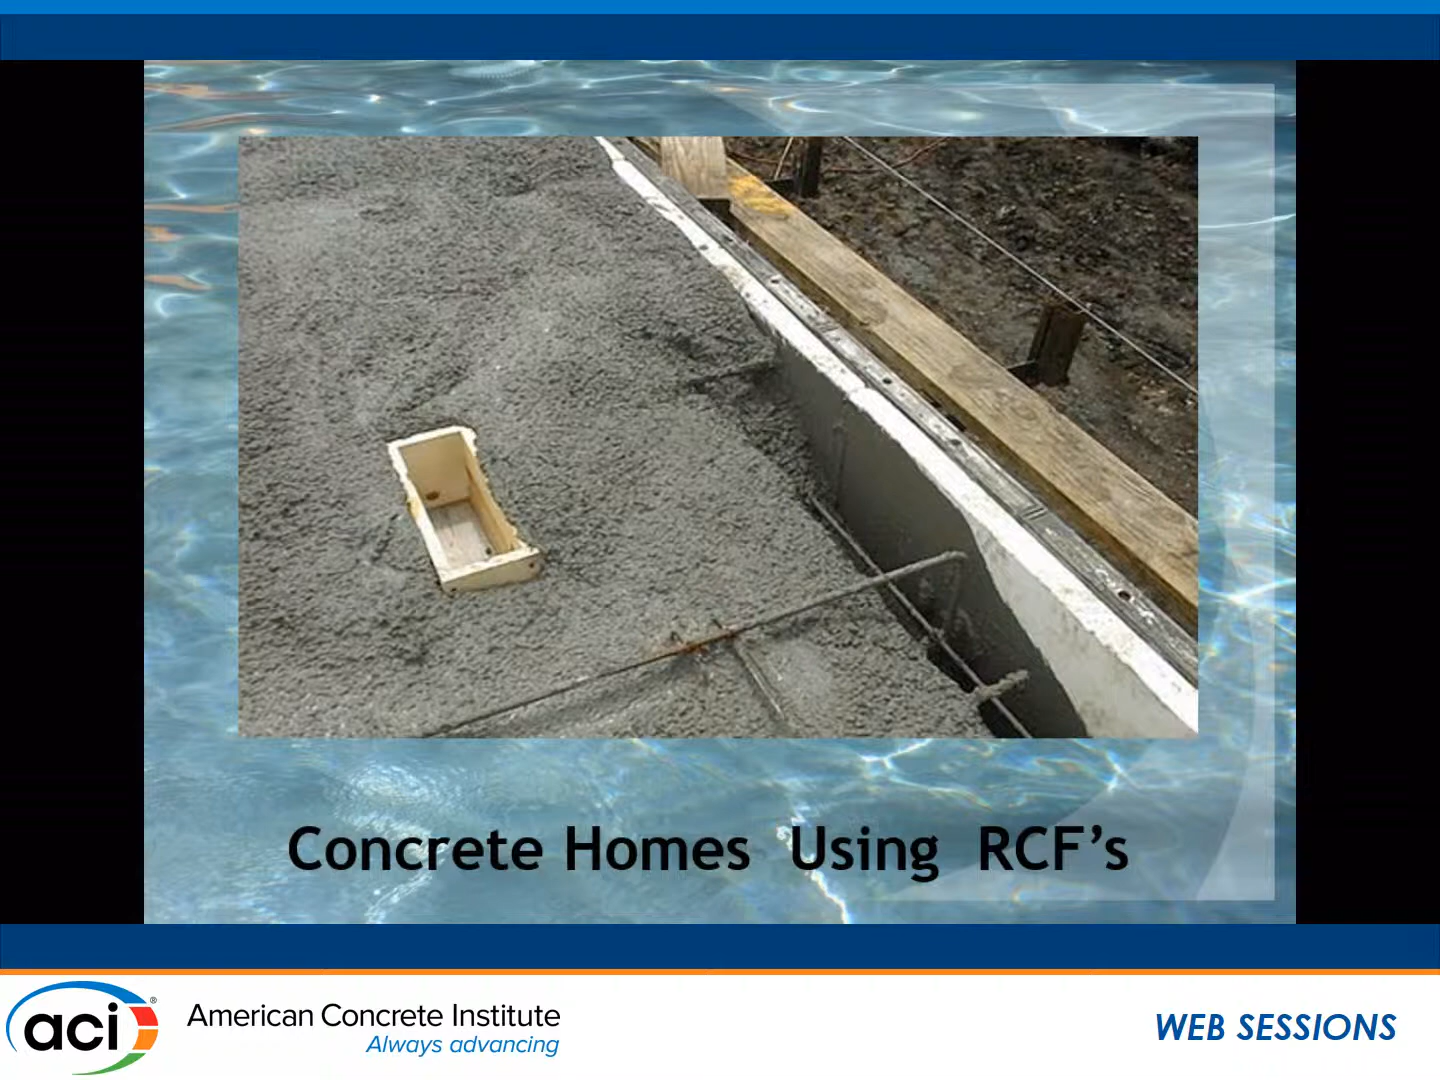 Concrete Homes Using RCF's
aci®
American Concrete Institute
Always advancing
WEB SESSIONS